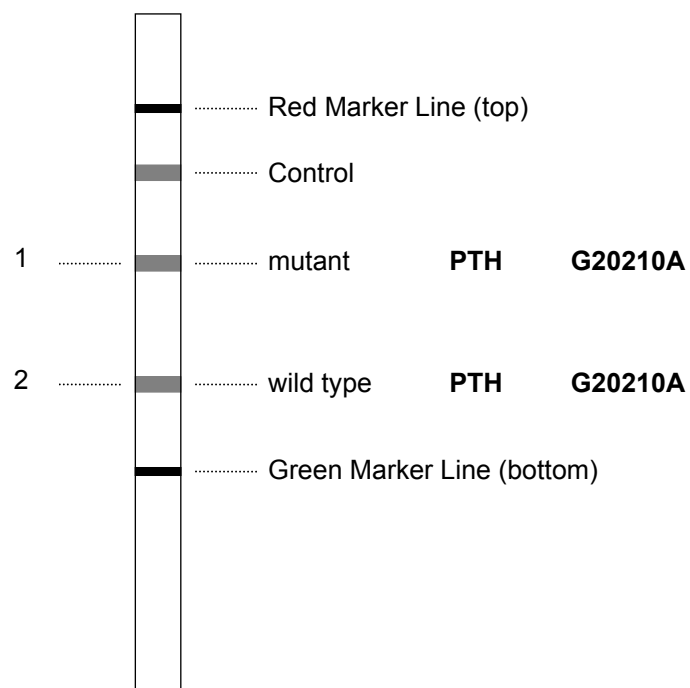 Red Marker Line (top)
Control
1 mutant PTH G20210A
2 wild type PTH G20210A
Green Marker Line (bottom)